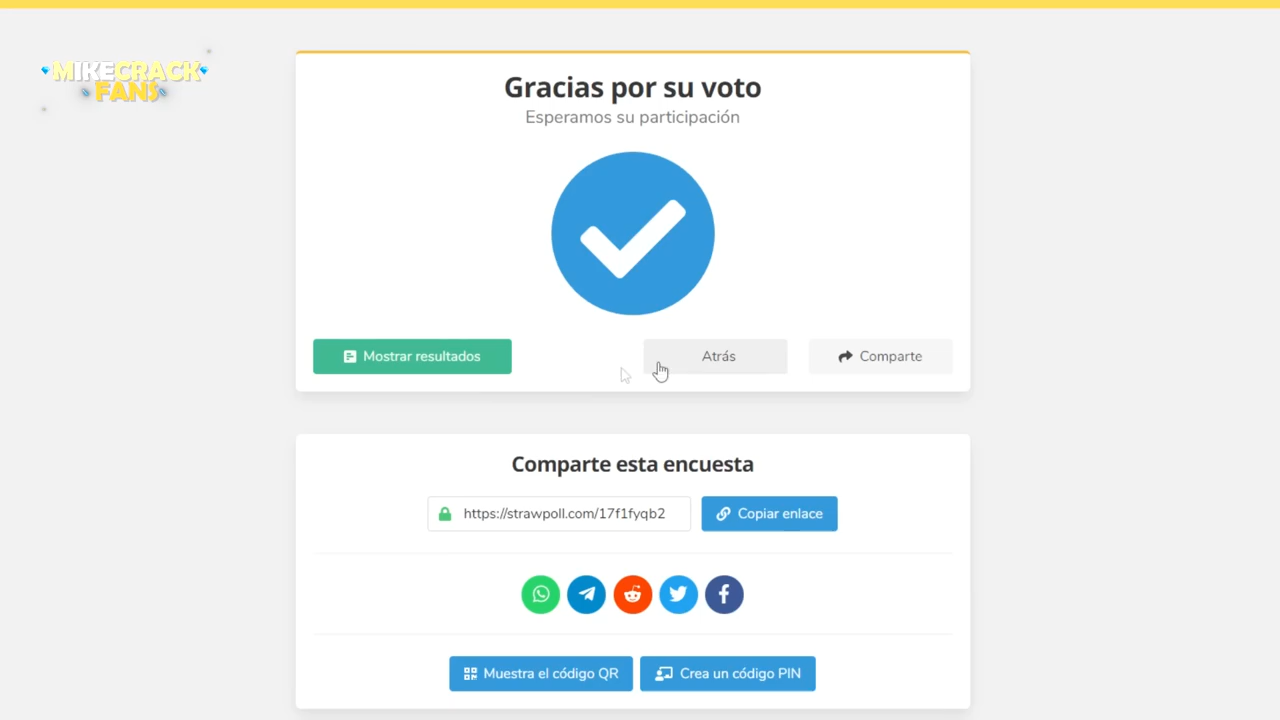 MIKECRACK
FANS
Gracias por su voto
Esperamos su participación
Mostrar resultados
Atrás
Comparte
Comparte esta encuesta
https://strawpoll.com/17f1fyqb2
Copiar enlace
Muestra el código QR
Crea un código PIN